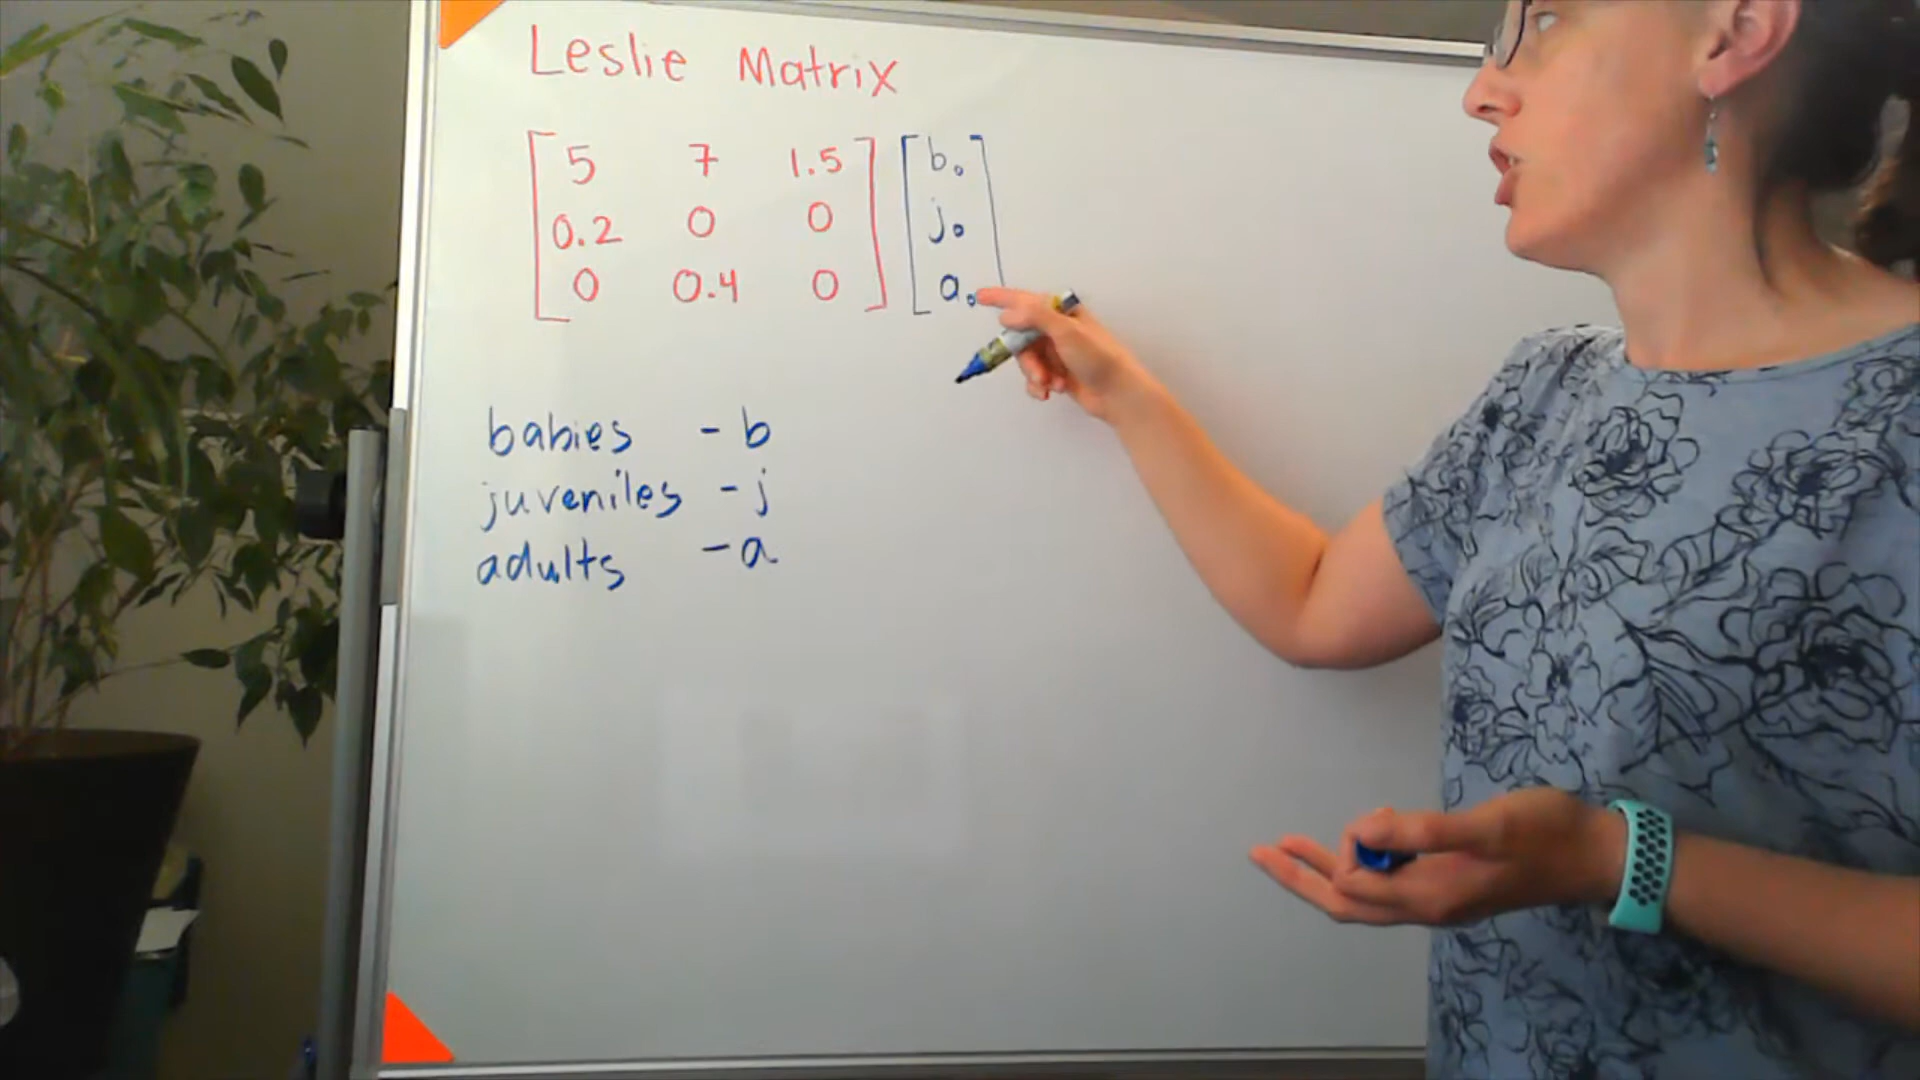 Leslie Matrix
5 7 1.5 b₀
0.2 0 0 j₀
0 0.4 0 a₀
babies - b
juveniles - j
adults - a